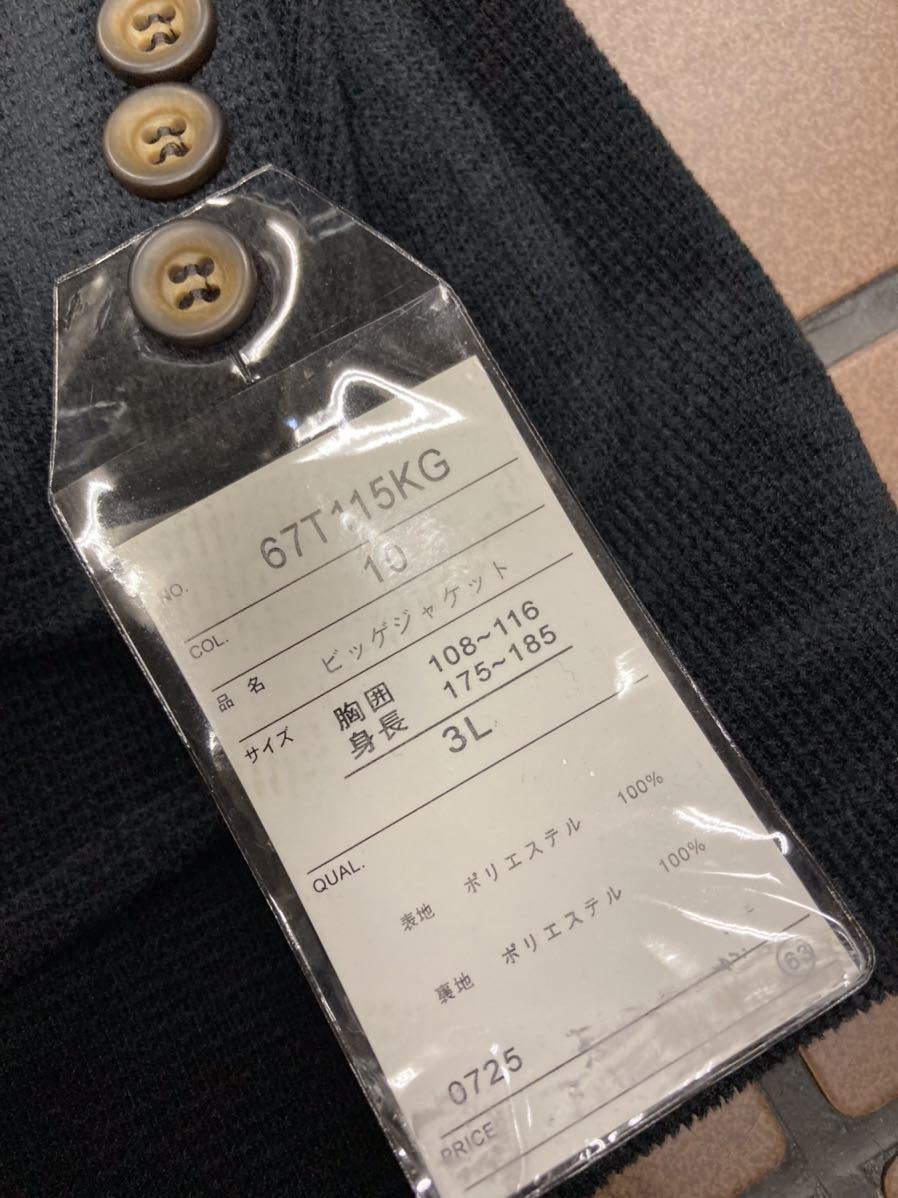 NO. 67T115KG
COL. 10
品 名 ビッグジャケット
サイズ 胸囲 108~116
身長 175~185
3L
QUAL.
表地 ポリエステル 100%
裏地 ポリエステル 100%
63
0725
PRICE